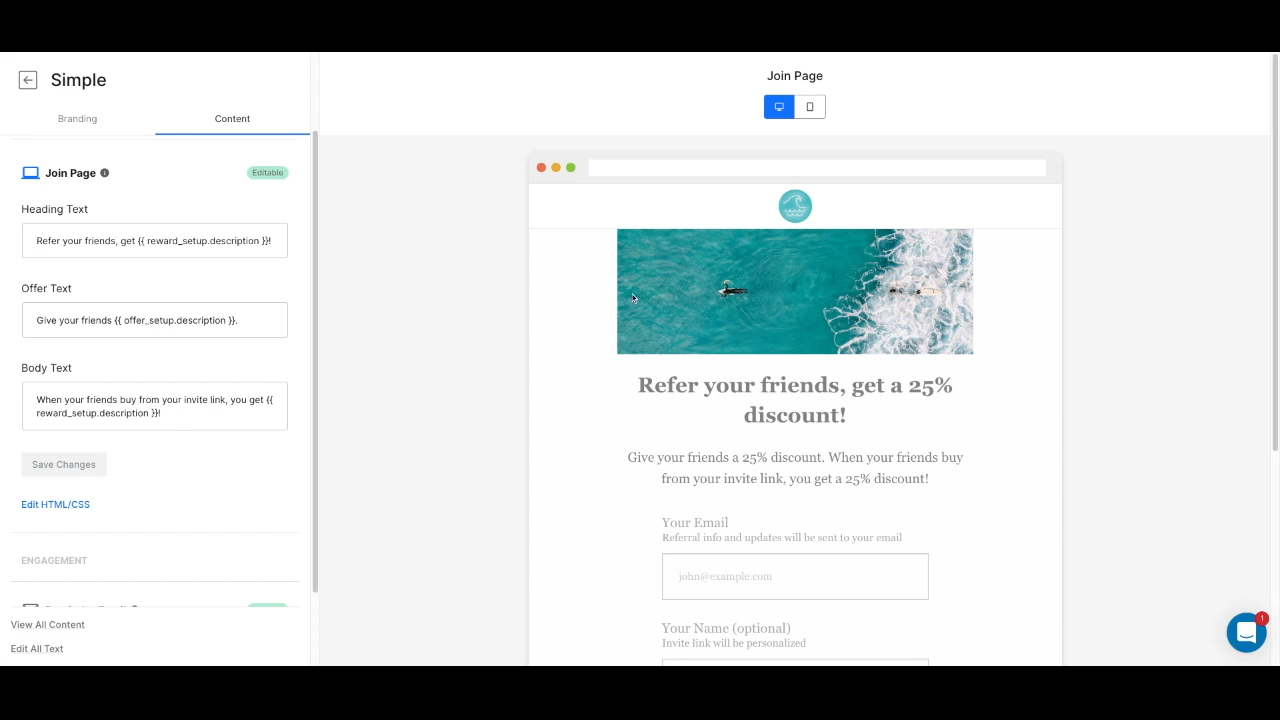 Simple
Branding
Content
Join Page
Editable
Heading Text
Refer your friends, get {{ reward_setup.description }}!
Offer Text
Give your friends {{ offer_setup.description }}.
Body Text
When your friends buy from your invite link, you get {{
reward_setup.description }}!
Save Changes
Edit HTML/CSS
ENGAGEMENT
View All Content
Edit All Text
Join Page
Refer your friends, get a 25%
discount!
Give your friends a 25% discount. When your friends buy
from your invite link, you get a 25% discount!
Your Email
Referral info and updates will be sent to your email
john@example.com
Your Name (optional)
Invite link will be personalized
1